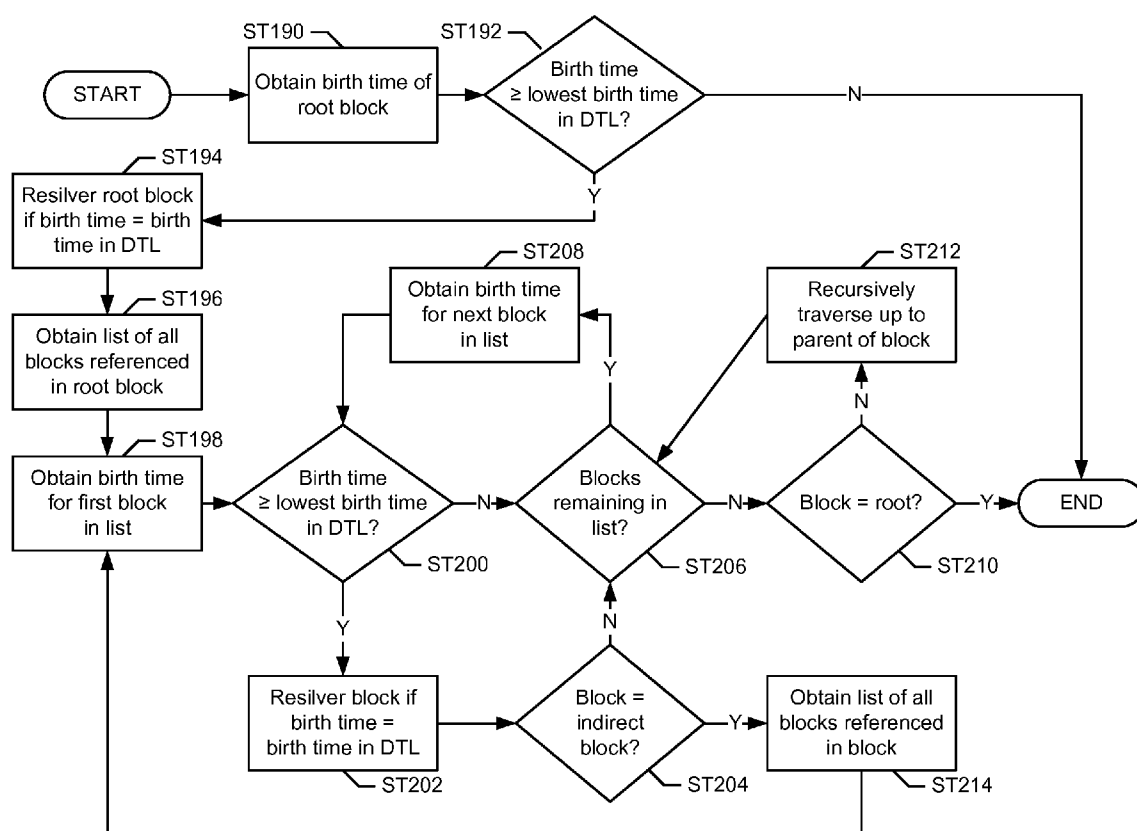 ST190
ST192
START
Obtain birth time of
root block
Birth time
≥ lowest birth time
in DTL?
N
Y
ST194
Resilver root block
if birth time = birth
time in DTL
ST196
Obtain list of all
blocks referenced
in root block
ST198
Obtain birth time
for first block
in list
ST208
Obtain birth time
for next block
in list
ST212
Recursively
traverse up to
parent of block
Y
N
Birth time
≥ lowest birth time
in DTL?
ST200
N
Blocks
remaining in
list?
ST206
N
Block = root?
ST210
Y
END
Y
N
Resilver block if
birth time =
birth time in DTL
ST202
Block =
indirect
block?
ST204
Y
Obtain list of all
blocks referenced
in block
ST214